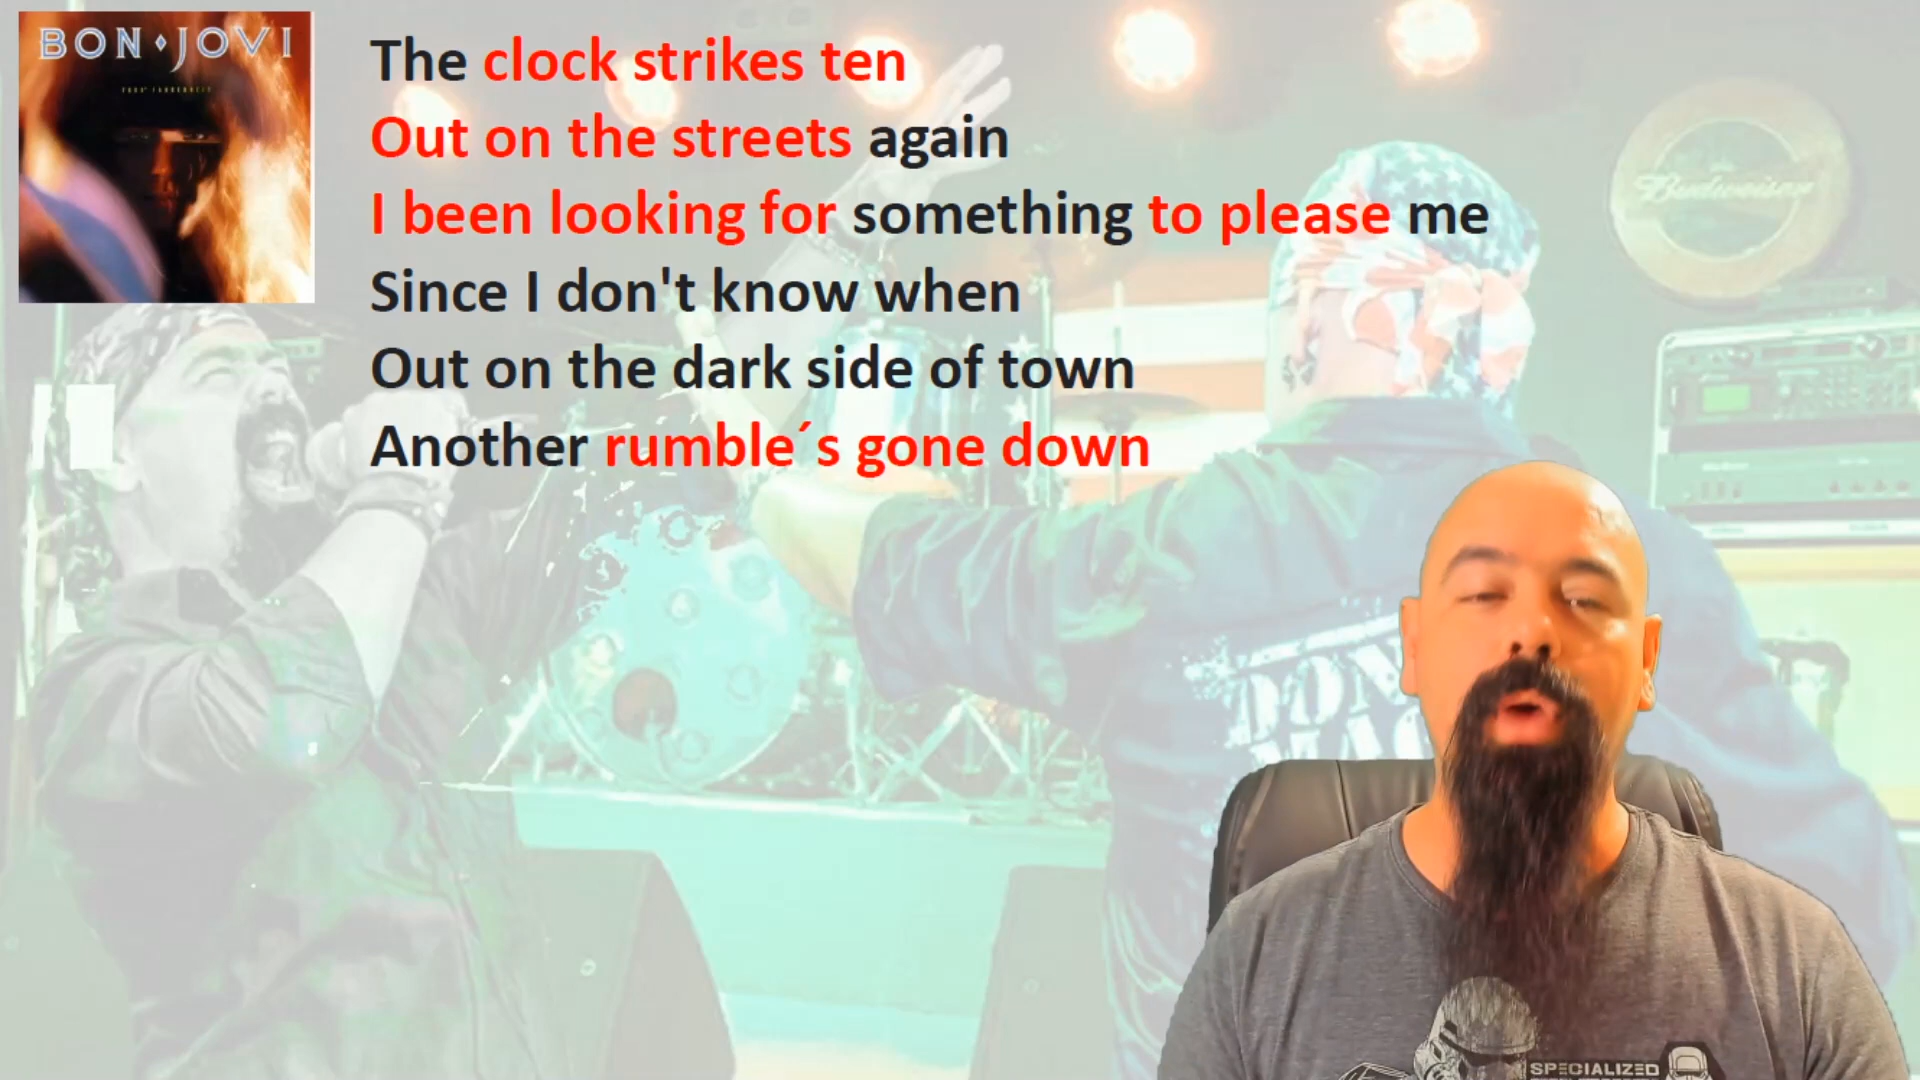 BON JOVI
The clock strikes ten
Out on the streets again
I been looking for something to please me
Since I don't know when
Out on the dark side of town
Another rumble´s gone down
Budweiser
SPECIALIZED